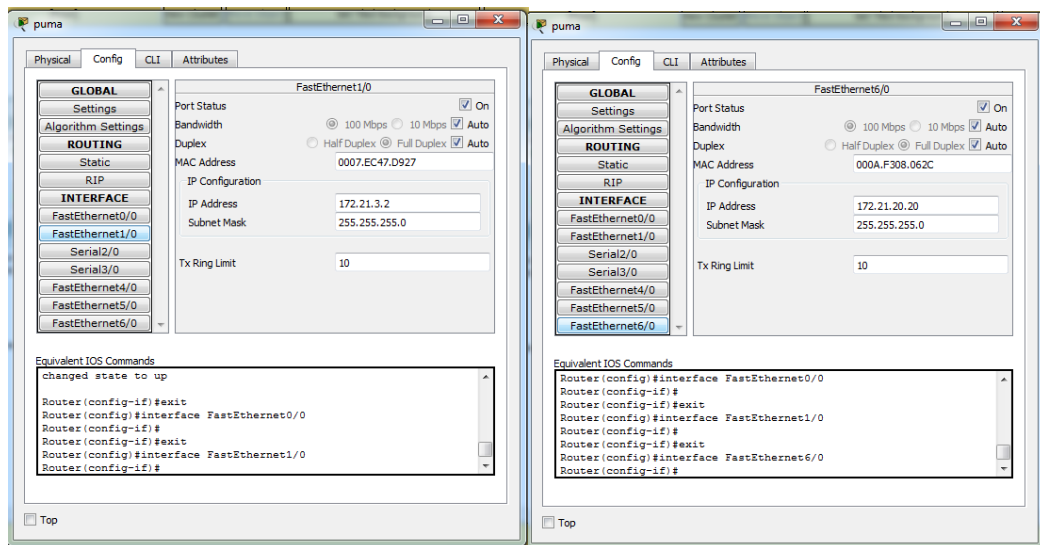 puma
Physical Config CLI Attributes
GLOBAL
Settings
Algorithm Settings
ROUTING
Static
RIP
INTERFACE
FastEthernet0/0
FastEthernet1/0
Serial2/0
Serial3/0
FastEthernet4/0
FastEthernet5/0
FastEthernet6/0
FastEthernet1/0
Port Status On
Bandwidth 100 Mbps 10 Mbps Auto
Duplex Half Duplex Full Duplex Auto
MAC Address 0007.EC47.D927
IP Configuration
IP Address 172.21.3.2
Subnet Mask 255.255.255.0
Tx Ring Limit 10
Equivalent IOS Commands
changed state to up
Router(config-if)#exit
Router(config)#interface FastEthernet0/0
Router(config-if)#
Router(config-if)#exit
Router(config)#interface FastEthernet1/0
Router(config-if)#
Top
puma
Physical Config CLI Attributes
GLOBAL
Settings
Algorithm Settings
ROUTING
Static
RIP
INTERFACE
FastEthernet0/0
FastEthernet1/0
Serial2/0
Serial3/0
FastEthernet4/0
FastEthernet5/0
FastEthernet6/0
FastEthernet6/0
Port Status On
Bandwidth 100 Mbps 10 Mbps Auto
Duplex Half Duplex Full Duplex Auto
MAC Address 000A.F308.062C
IP Configuration
IP Address 172.21.20.20
Subnet Mask 255.255.255.0
Tx Ring Limit 10
Equivalent IOS Commands
Router(config)#interface FastEthernet0/0
Router(config-if)#
Router(config-if)#exit
Router(config)#interface FastEthernet1/0
Router(config-if)#
Router(config-if)#exit
Router(config)#interface FastEthernet6/0
Router(config-if)#
Top